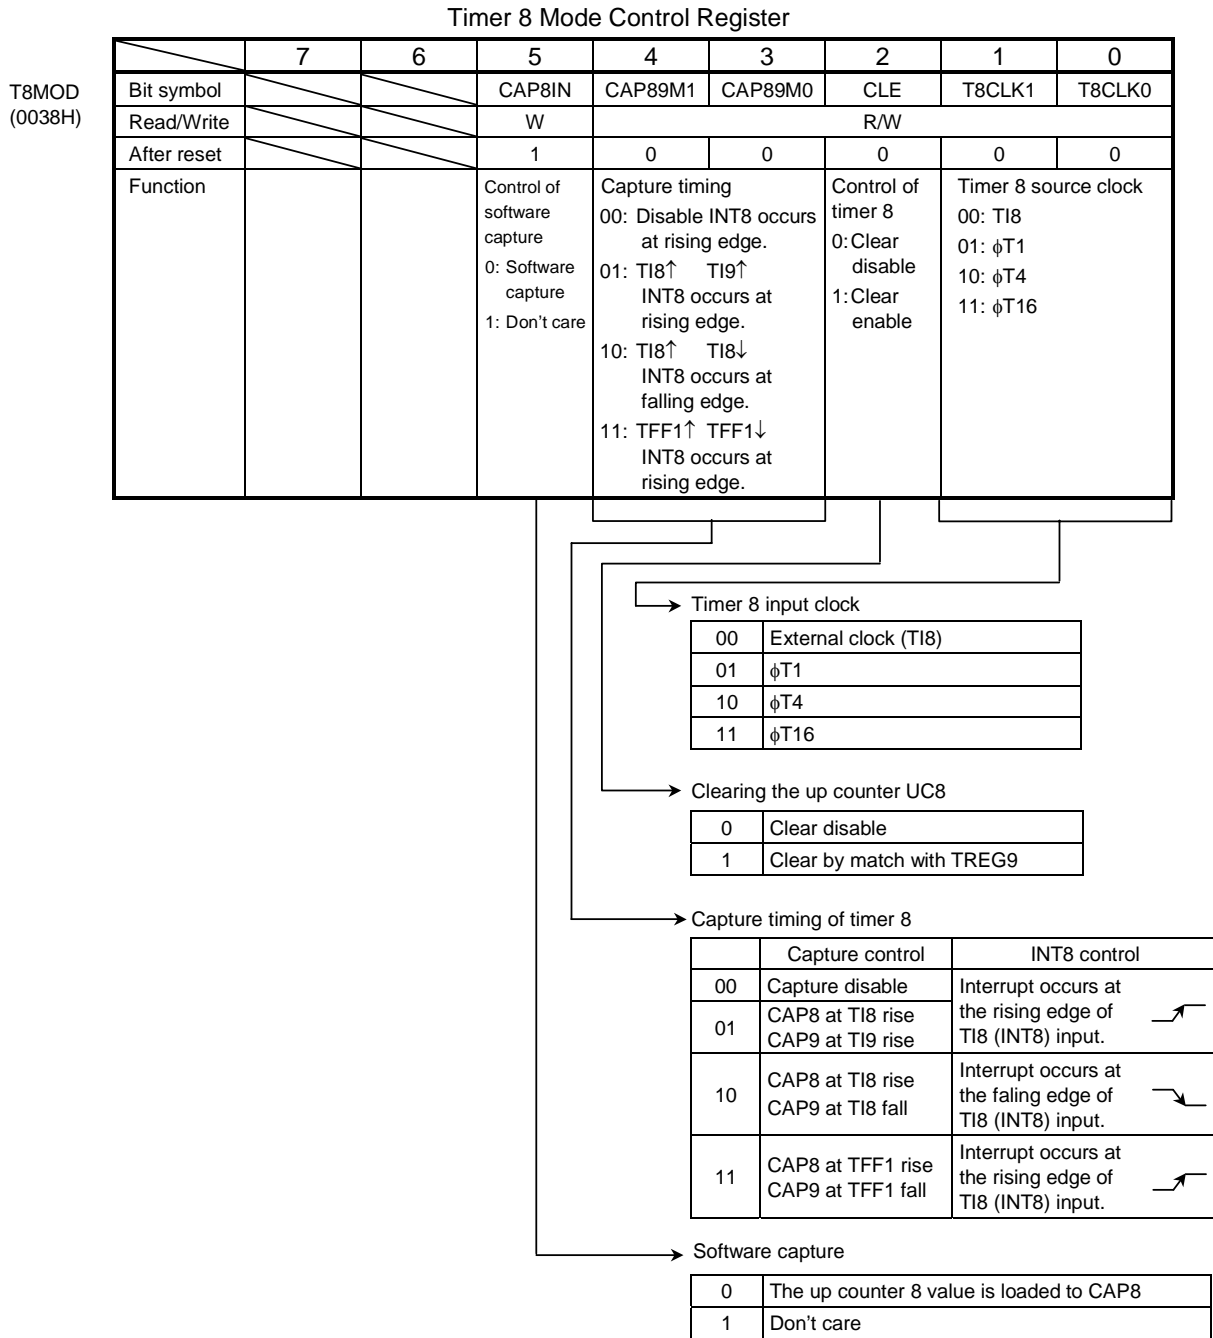 Timer 8 Mode Control Register
7 6 5 4 3 2 1 0
T8MOD
(0038H)
Bit symbol CAP8IN CAP89M1 CAP89M0 CLE T8CLK1 T8CLK0
Read/Write W R/W
After reset 1 0 0 0 0 0
Function
Control of
software
capture
0: Software
capture
1: Don't care
Capture timing
00: Disable INT8 occurs
at rising edge.
01: TI8↑ TI9↑
INT8 occurs at
rising edge.
10: TI8↑ TI8↓
INT8 occurs at
falling edge.
11: TFF1↑ TFF1↓
INT8 occurs at
rising edge.
Control of
timer 8
0: Clear
disable
1: Clear
enable
Timer 8 source clock
00: TI8
01: ϕT1
10: ϕT4
11: ϕT16
Timer 8 input clock
00 External clock (TI8)
01 ϕT1
10 ϕT4
11 ϕT16
Clearing the up counter UC8
0 Clear disable
1 Clear by match with TREG9
Capture timing of timer 8
Capture control INT8 control
00 Capture disable
01
CAP8 at TI8 rise
CAP9 at TI9 rise
Interrupt occurs at
the rising edge of
TI8 (INT8) input.
10
CAP8 at TI8 rise
CAP9 at TI8 fall
Interrupt occurs at
the faling edge of
TI8 (INT8) input.
11
CAP8 at TFF1 rise
CAP9 at TFF1 fall
Interrupt occurs at
the rising edge of
TI8 (INT8) input.
Software capture
0 The up counter 8 value is loaded to CAP8
1 Don't care